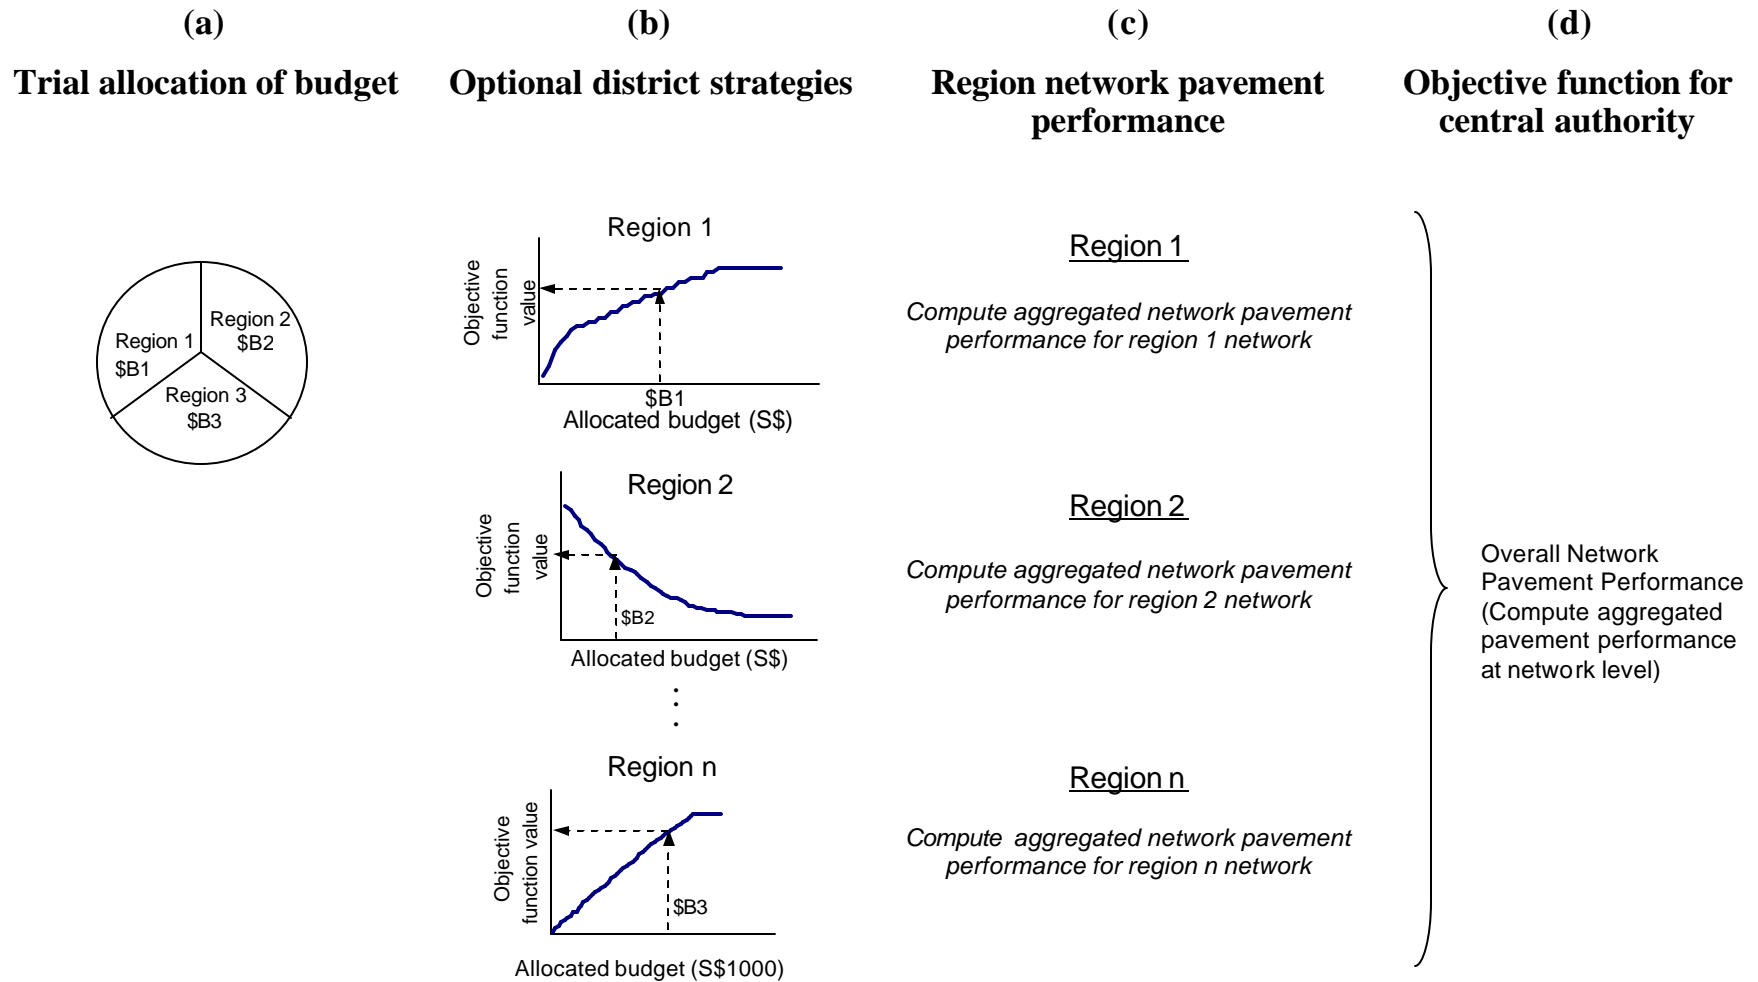 (a)
Trial allocation of budget
(b)
Optional district strategies
(c)
Region network pavement
performance
(d)
Objective function for
central authority
Region 1
$B1
Region 2
$B2
Region 3
$B3
Region 1
Objective
function
value
$B1
Allocated budget (S$)
Region 2
Objective
function
value
$B2
Allocated budget (S$)
Region n
Objective
function value
$B3
Allocated budget (S$1000)
Region 1
Compute aggregated network pavement
performance for region 1 network
Region 2
Compute aggregated network pavement
performance for region 2 network
Region n
Compute aggregated network pavement
performance for region n network
Overall Network
Pavement Performance
(Compute aggregated
pavement performance
at network level)